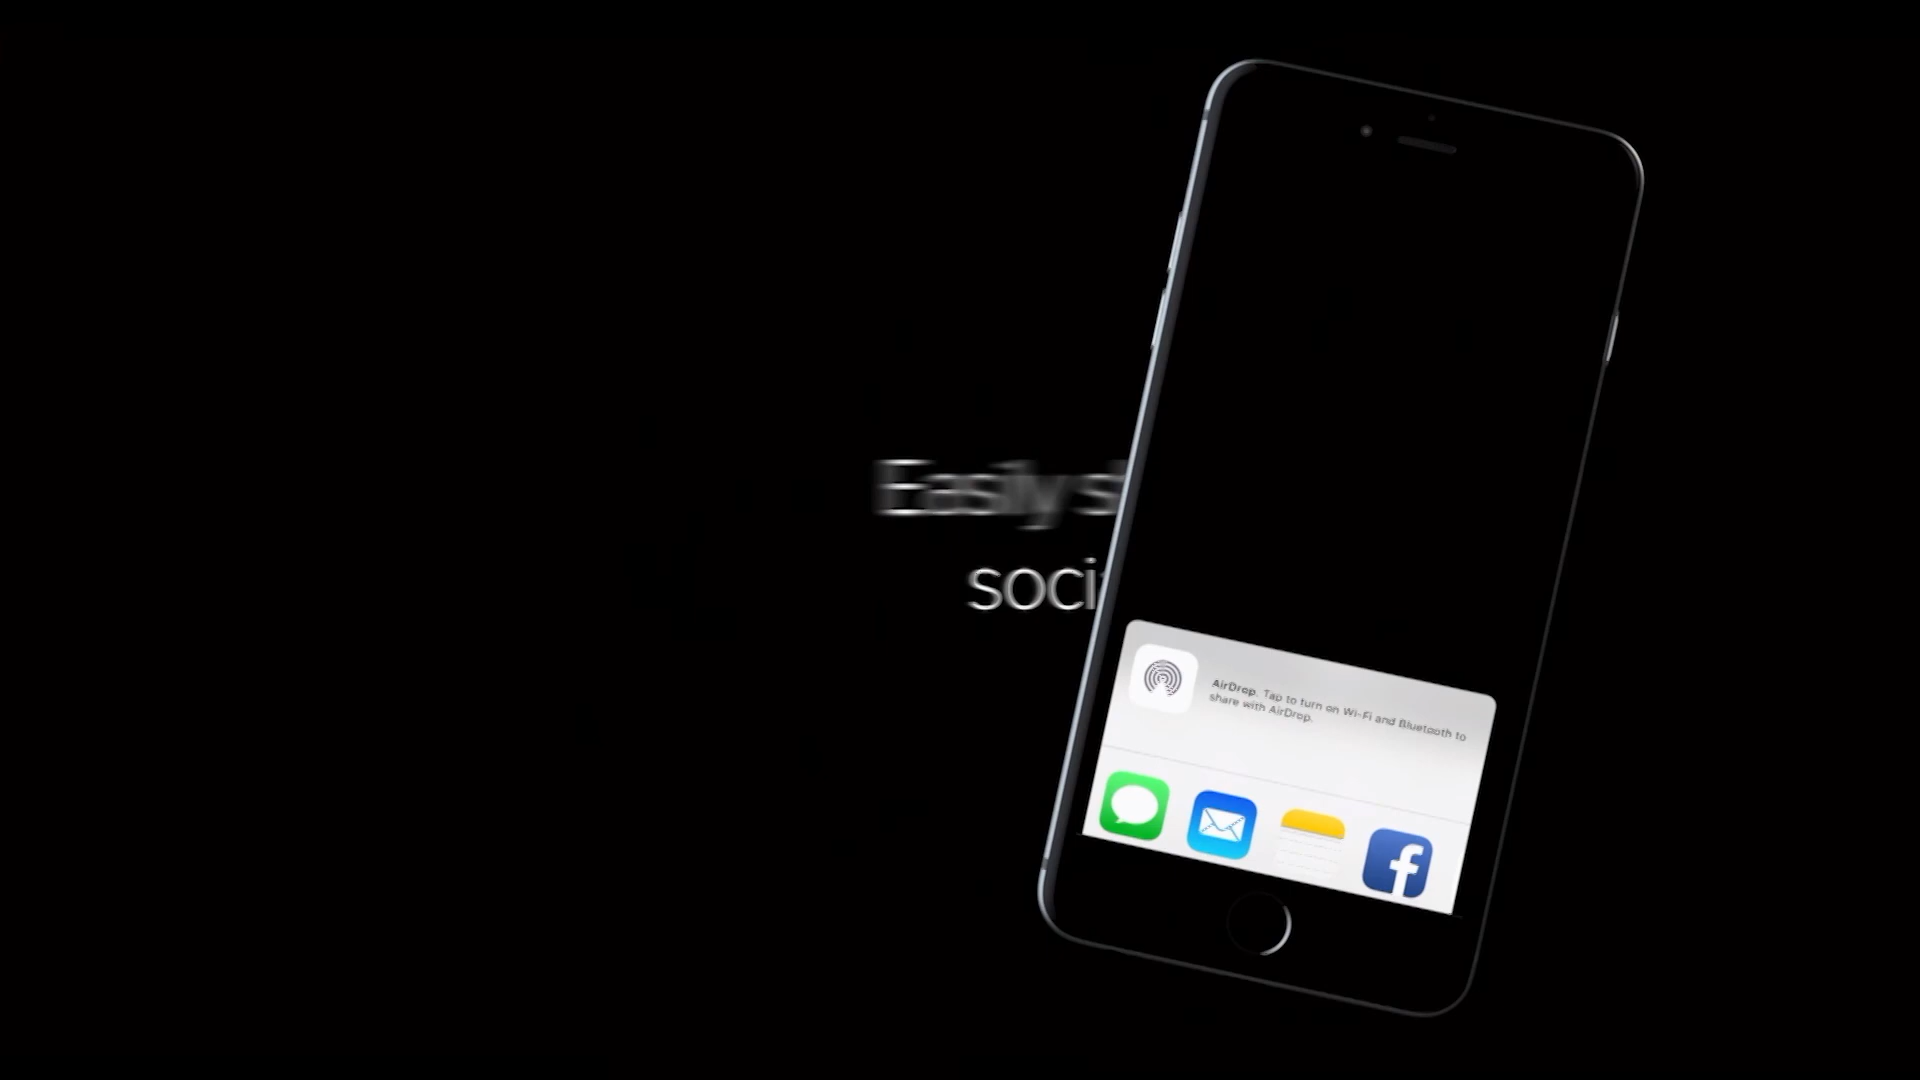 Easily s
soci
AirDrop. Tap to turn on Wi-Fi and Bluetooth to
share with AirDrop.